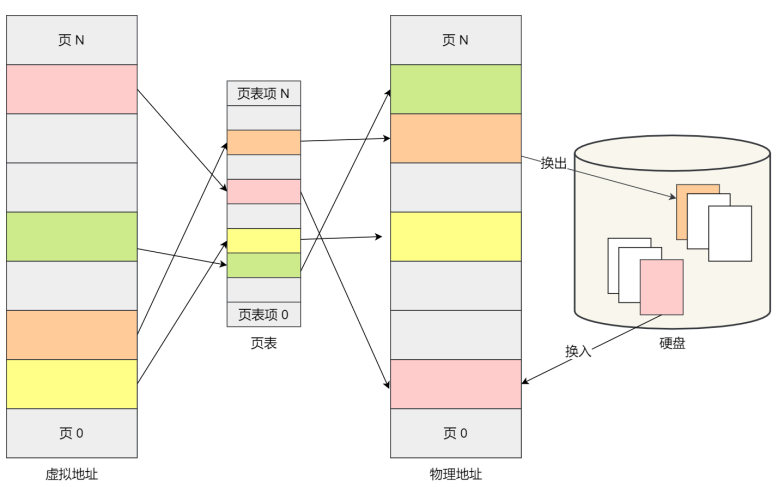 页 N
页 0
虚拟地址
页表项 N
页表项 0
页表
页 N
页 0
物理地址
换出
换入
硬盘